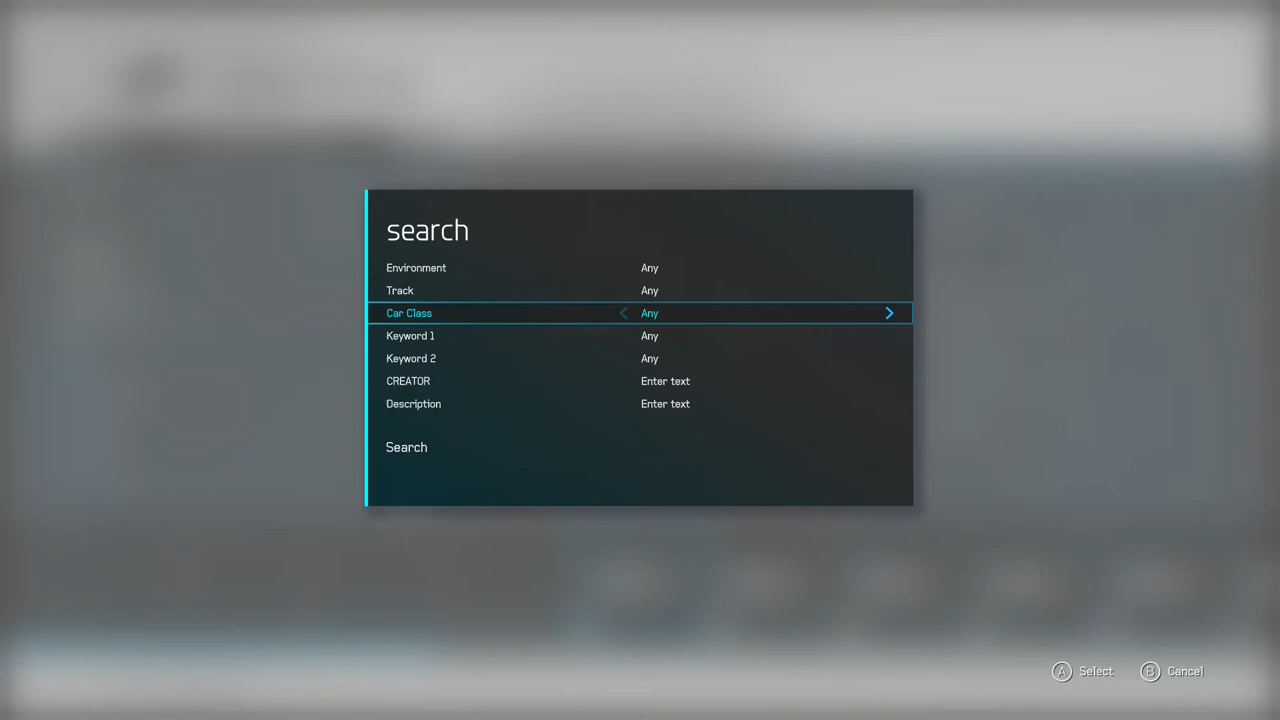 search
Environment Any
Track Any
Car Class Any
Keyword 1 Any
Keyword 2 Any
CREATOR Enter text
Description Enter text
Search
A Select B Cancel